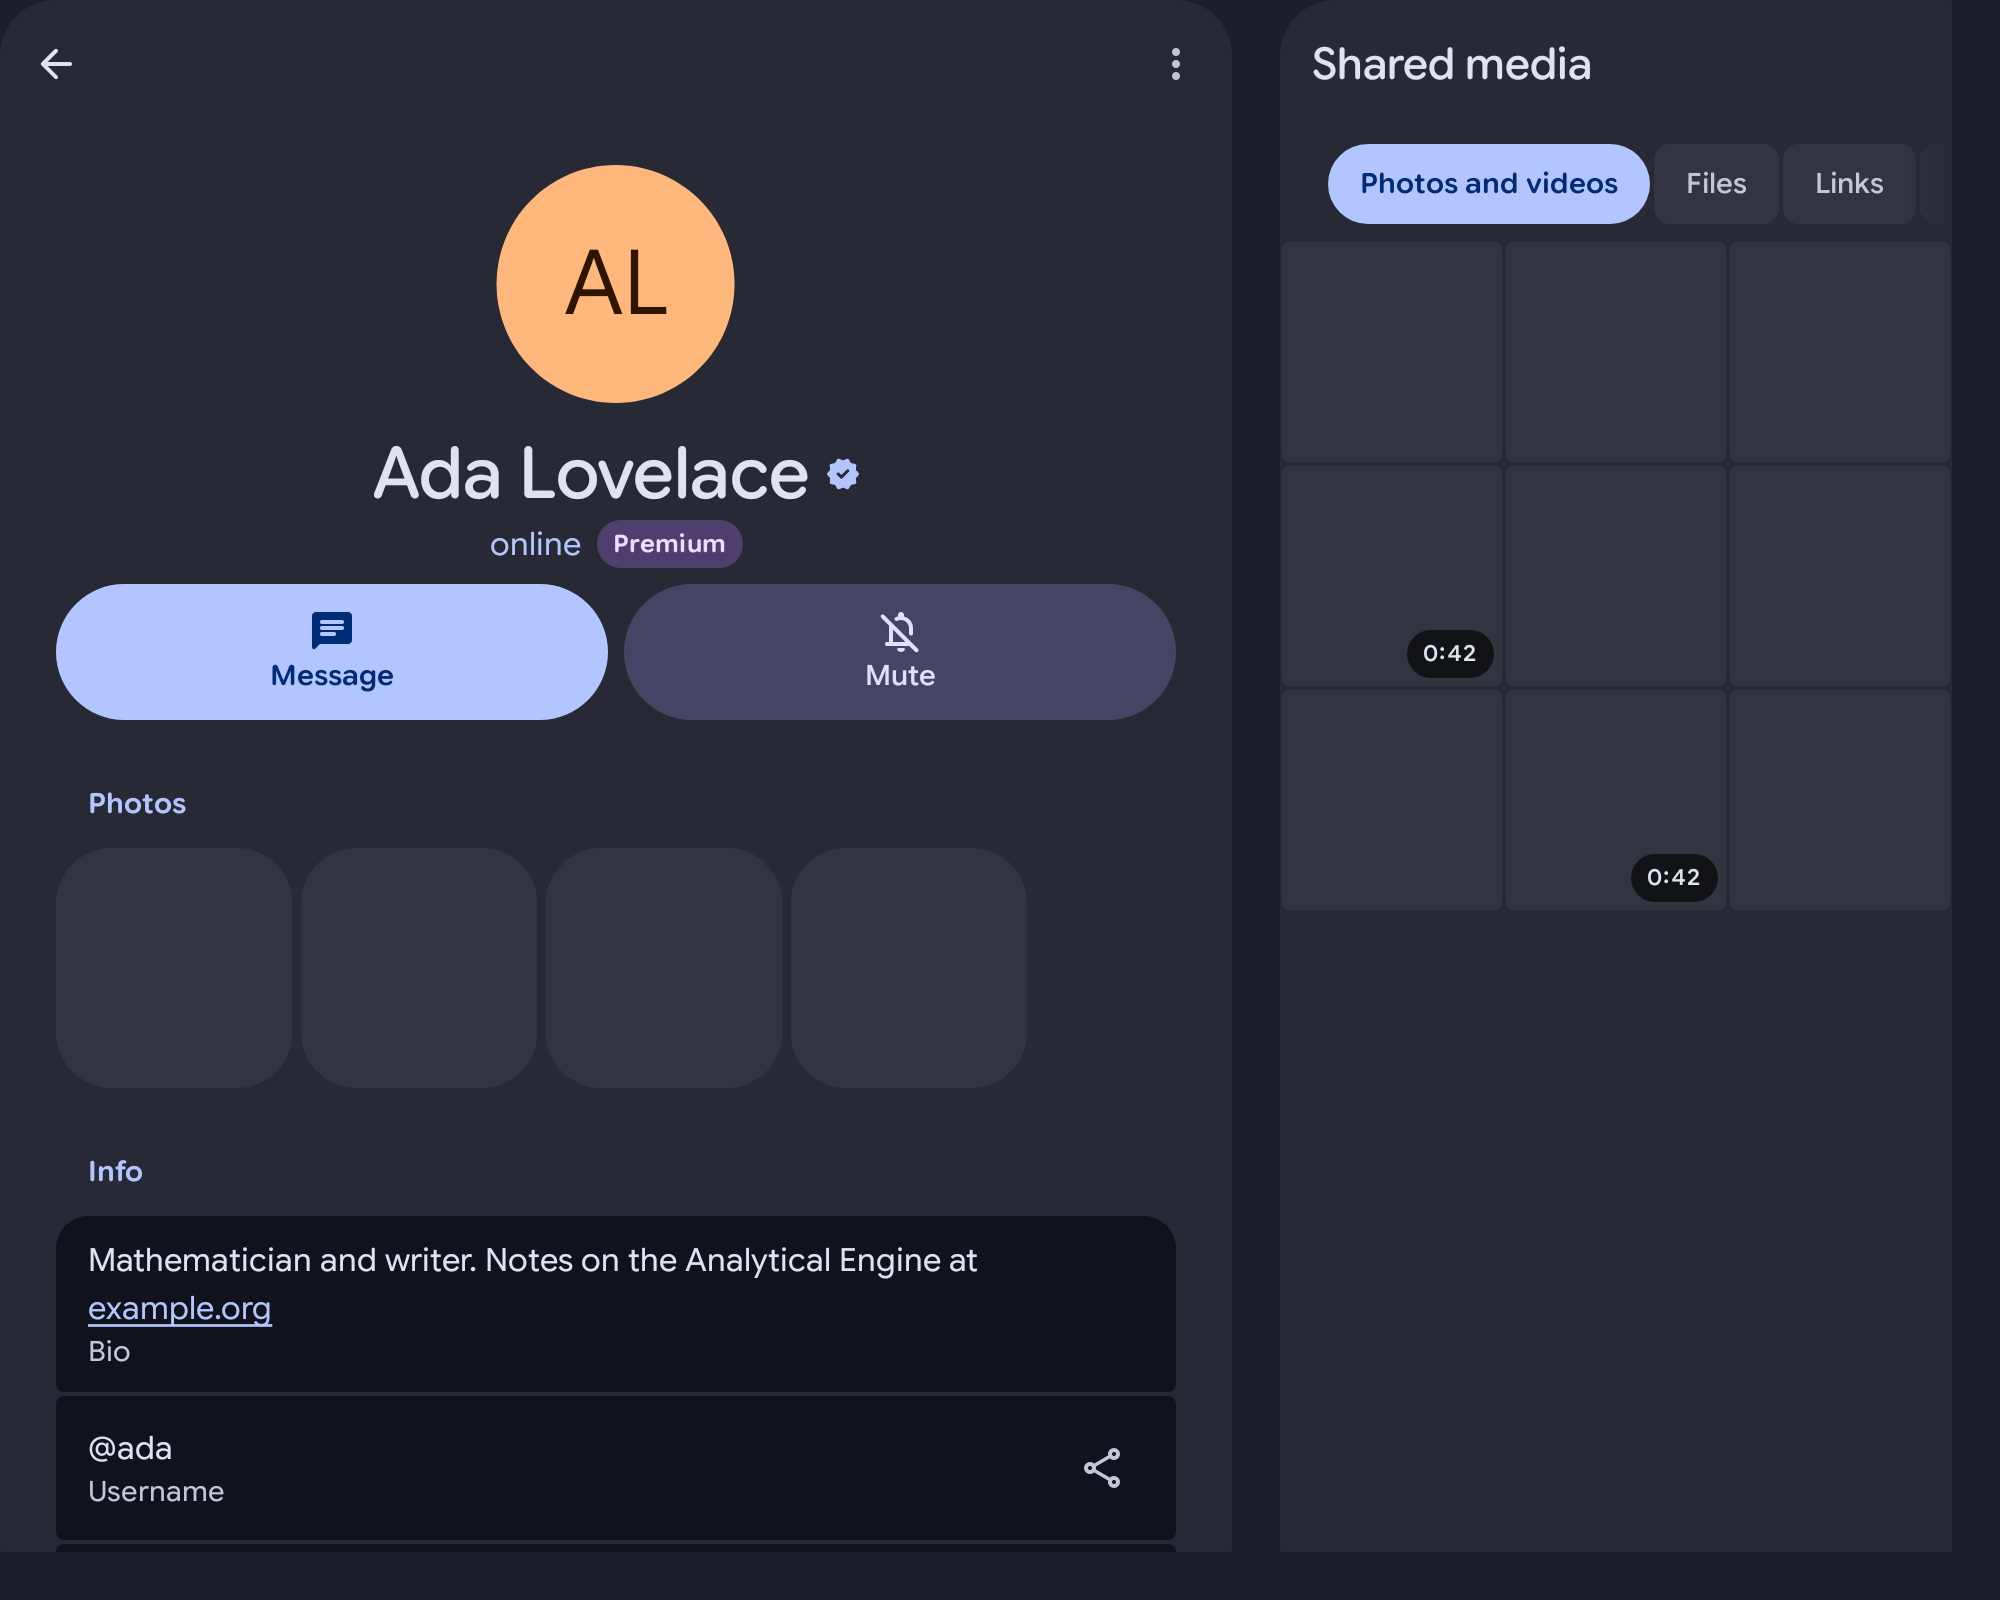 AL
Ada Lovelace
online Premium
Message
Mute
Photos
Info
Mathematician and writer. Notes on the Analytical Engine at
example.org
Bio
@ada
Username
Shared media
Photos and videos
Files
Links
0:42
0:42